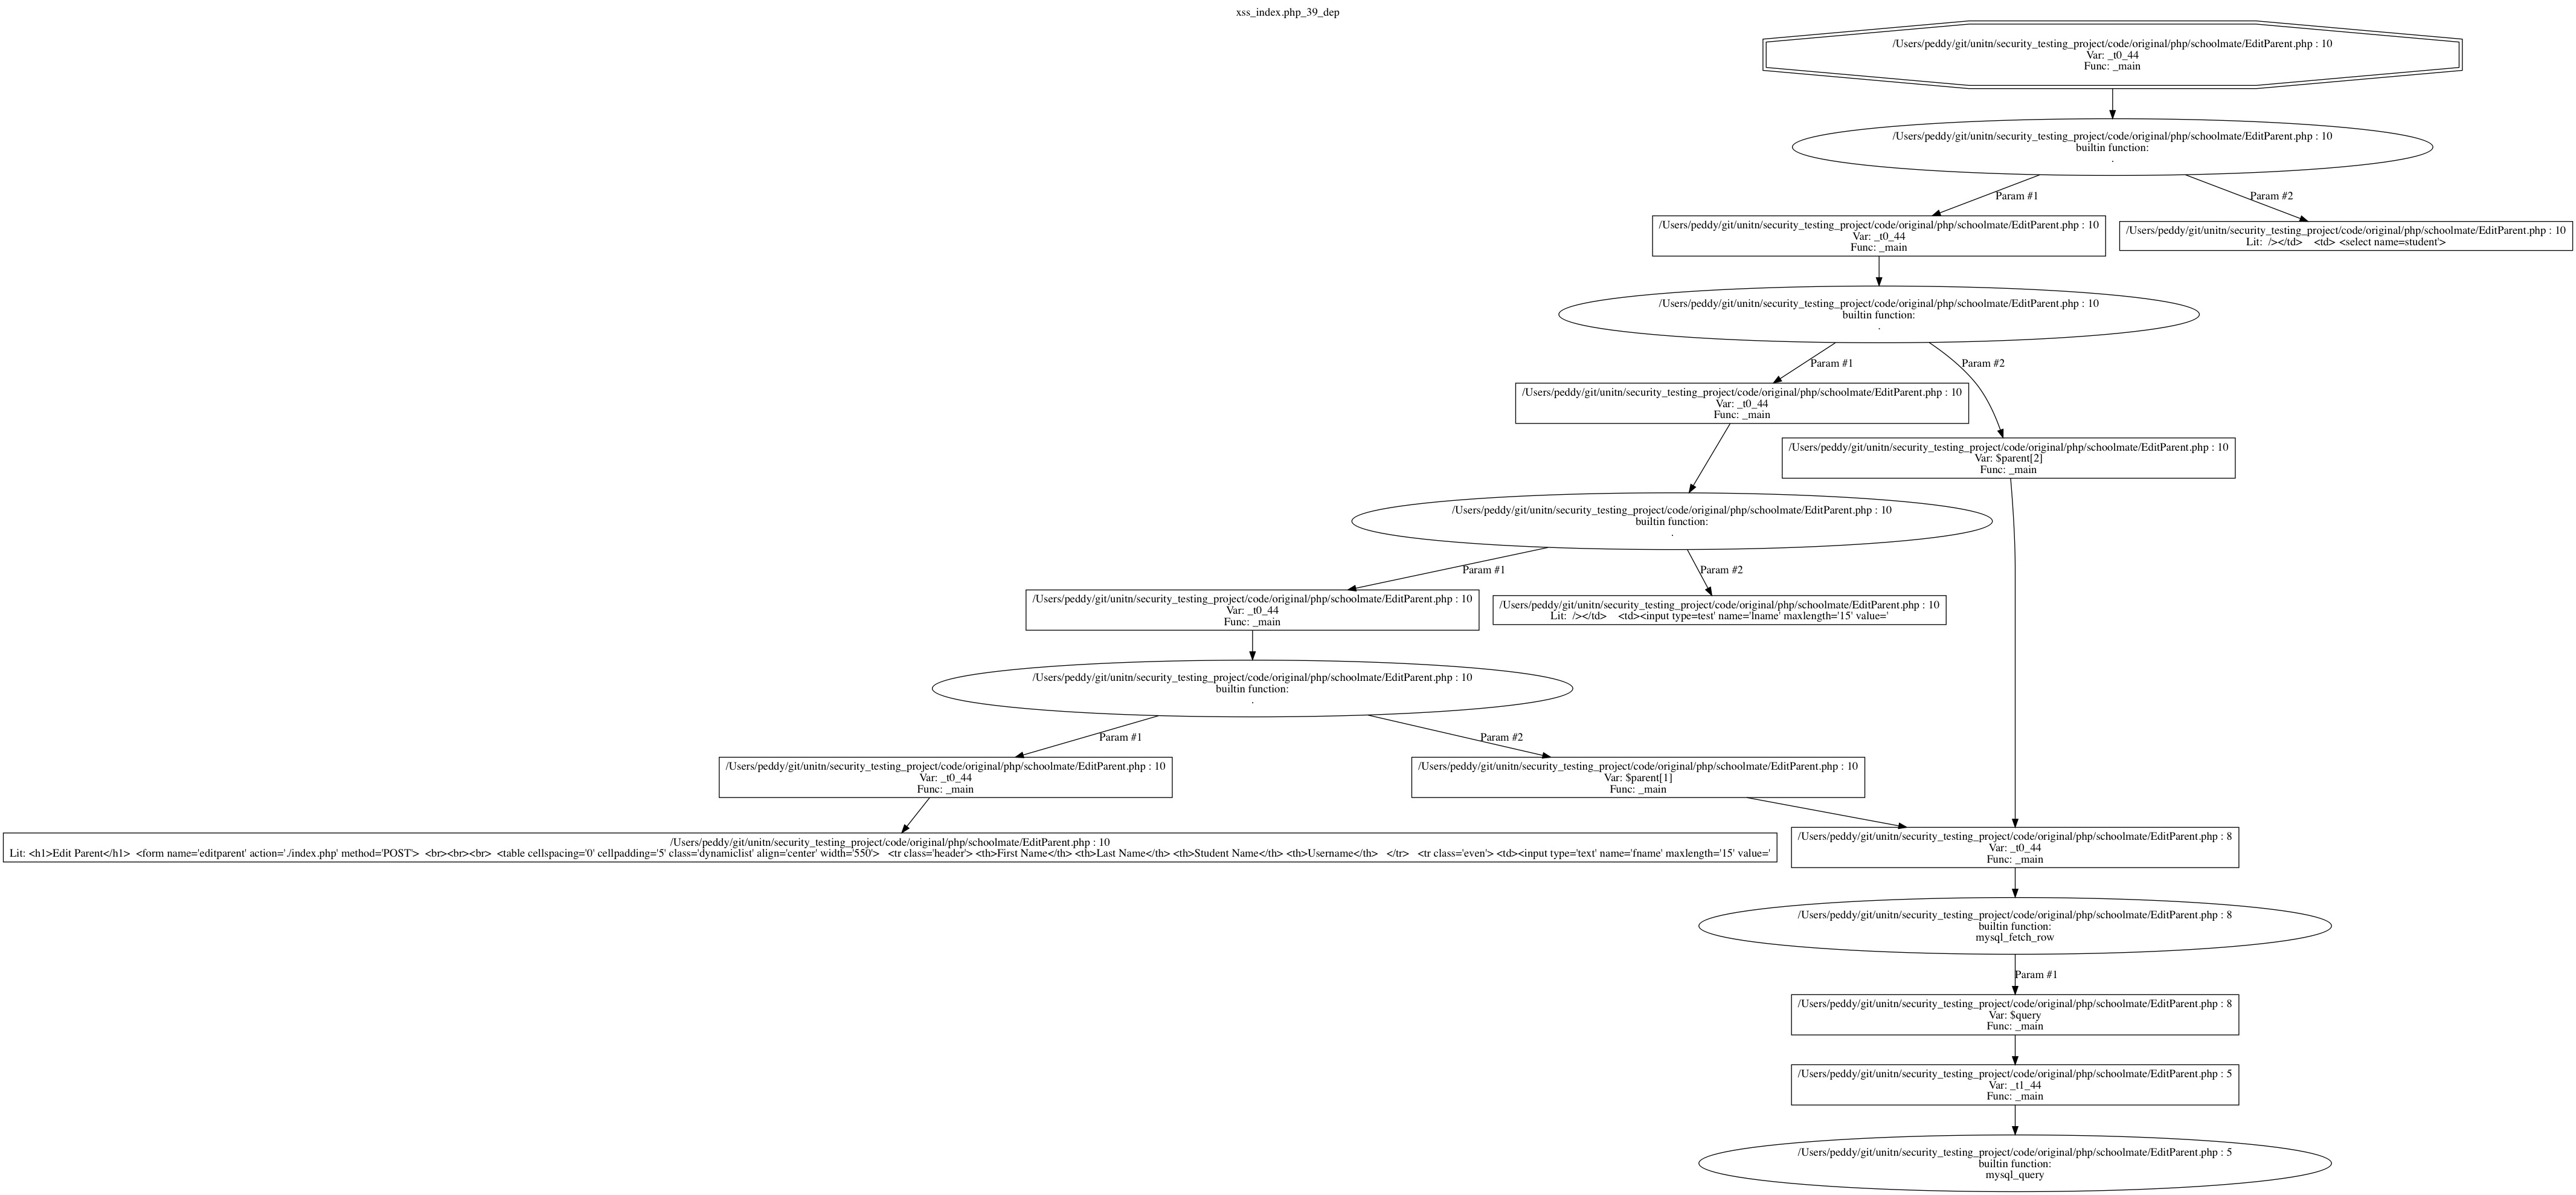 xss_index.php_39_dep
/Users/peddy/git/unitn/security_testing_project/code/original/php/schoolmate/EditParent.php : 10
Var: _t0_44
Func: _main
/Users/peddy/git/unitn/security_testing_project/code/original/php/schoolmate/EditParent.php : 10
builtin function:
.
Param #1
Param #2
/Users/peddy/git/unitn/security_testing_project/code/original/php/schoolmate/EditParent.php : 10
Var: _t0_44
Func: _main
/Users/peddy/git/unitn/security_testing_project/code/original/php/schoolmate/EditParent.php : 10
Lit:  /></td>    <td> <select name=student'>
/Users/peddy/git/unitn/security_testing_project/code/original/php/schoolmate/EditParent.php : 10
builtin function:
.
Param #1
Param #2
/Users/peddy/git/unitn/security_testing_project/code/original/php/schoolmate/EditParent.php : 10
Var: _t0_44
Func: _main
/Users/peddy/git/unitn/security_testing_project/code/original/php/schoolmate/EditParent.php : 10
Var: $parent[2]
Func: _main
/Users/peddy/git/unitn/security_testing_project/code/original/php/schoolmate/EditParent.php : 10
builtin function:
.
Param #1
Param #2
/Users/peddy/git/unitn/security_testing_project/code/original/php/schoolmate/EditParent.php : 10
Var: _t0_44
Func: _main
/Users/peddy/git/unitn/security_testing_project/code/original/php/schoolmate/EditParent.php : 10
Lit:  /></td>    <td><input type=test' name='lname' maxlength='15' value='
/Users/peddy/git/unitn/security_testing_project/code/original/php/schoolmate/EditParent.php : 10
builtin function:
.
Param #1
Param #2
/Users/peddy/git/unitn/security_testing_project/code/original/php/schoolmate/EditParent.php : 10
Var: _t0_44
Func: _main
/Users/peddy/git/unitn/security_testing_project/code/original/php/schoolmate/EditParent.php : 10
Var: $parent[1]
Func: _main
/Users/peddy/git/unitn/security_testing_project/code/original/php/schoolmate/EditParent.php : 10
Lit: <h1>Edit Parent</h1>  <form name='editparent' action='./index.php' method='POST'>  <br><br><br>  <table cellspacing='0' cellpadding='5' class='dynamiclist' align='center' width='550'>   <tr class='header'> <th>First Name</th> <th>Last Name</th> <th>Student Name</th> <th>Username</th>   </tr>   <tr class='even'> <td><input type='text' name='fname' maxlength='15' value='
/Users/peddy/git/unitn/security_testing_project/code/original/php/schoolmate/EditParent.php : 8
Var: _t0_44
Func: _main
/Users/peddy/git/unitn/security_testing_project/code/original/php/schoolmate/EditParent.php : 8
builtin function:
mysql_fetch_row
Param #1
/Users/peddy/git/unitn/security_testing_project/code/original/php/schoolmate/EditParent.php : 8
Var: $query
Func: _main
/Users/peddy/git/unitn/security_testing_project/code/original/php/schoolmate/EditParent.php : 5
Var: _t1_44
Func: _main
/Users/peddy/git/unitn/security_testing_project/code/original/php/schoolmate/EditParent.php : 5
builtin function:
mysql_query